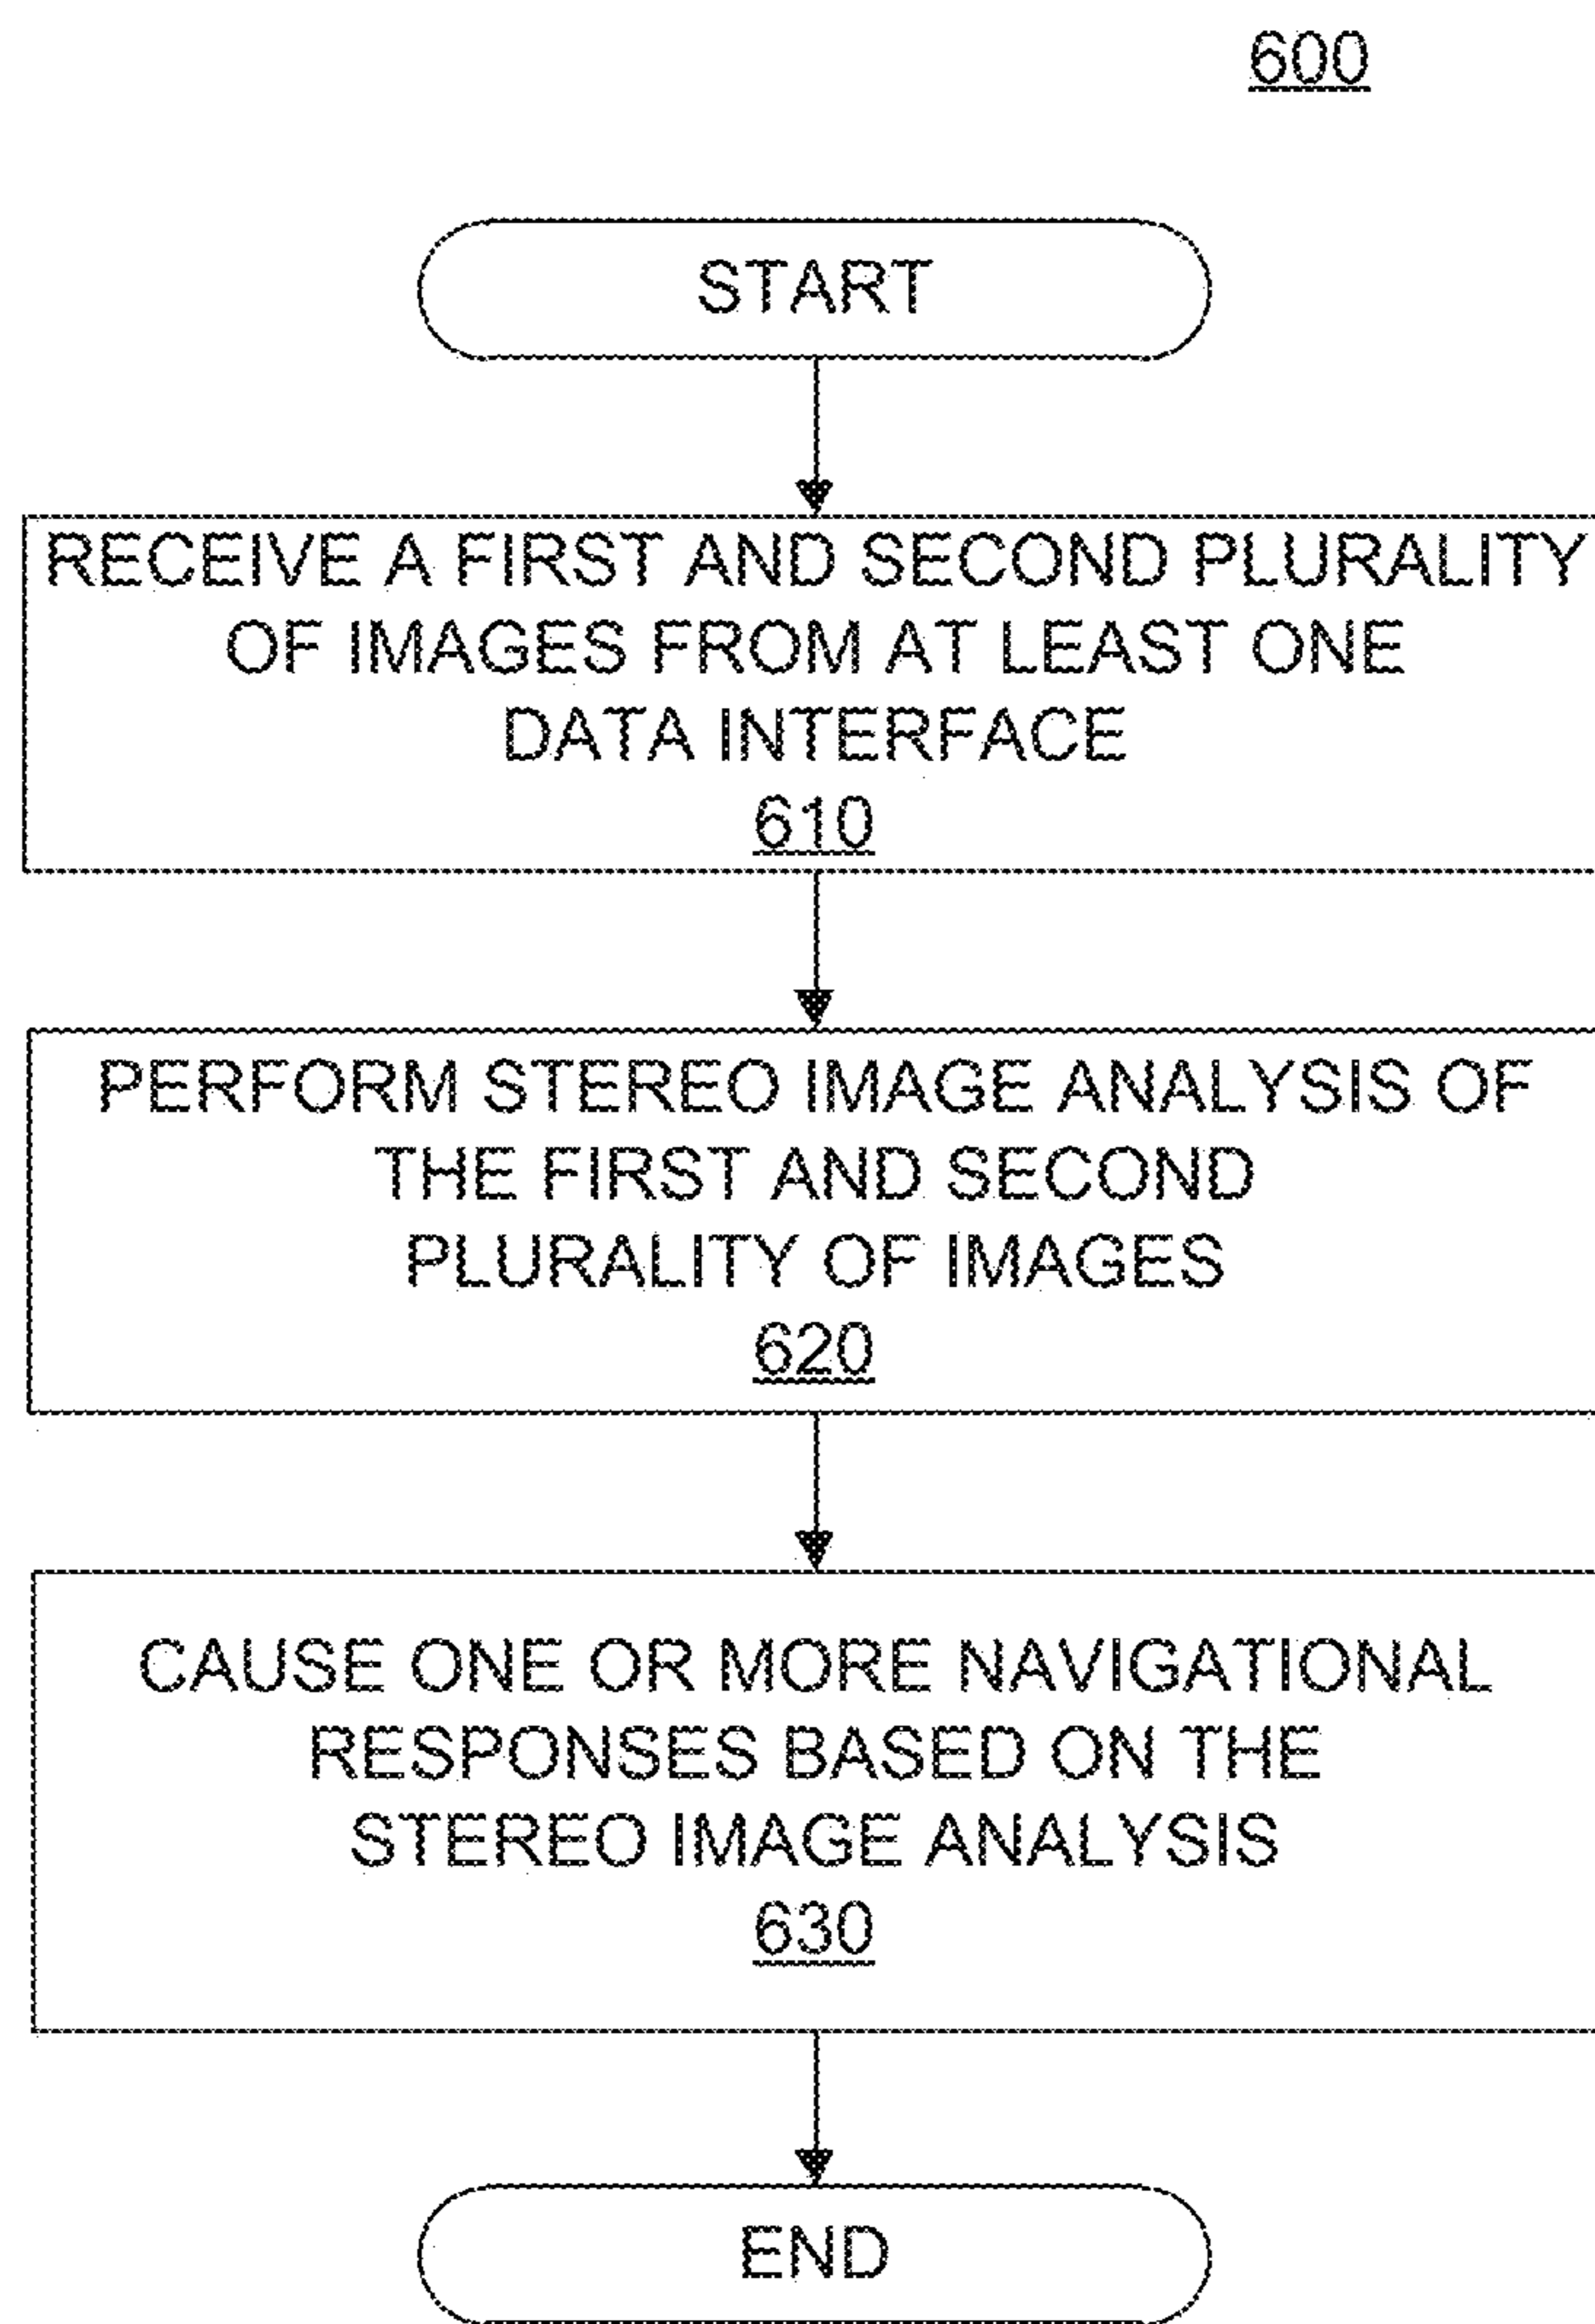 600
START
RECEIVE A FIRST AND SECOND PLURALITY
OF IMAGES FROM AT LEAST ONE
DATA INTERFACE
610
PERFORM STEREO IMAGE ANALYSIS OF
THE FIRST AND SECOND
PLURALITY OF IMAGES
620
CAUSE ONE OR MORE NAVIGATIONAL
RESPONSES BASED ON THE
STEREO IMAGE ANALYSIS
630
END